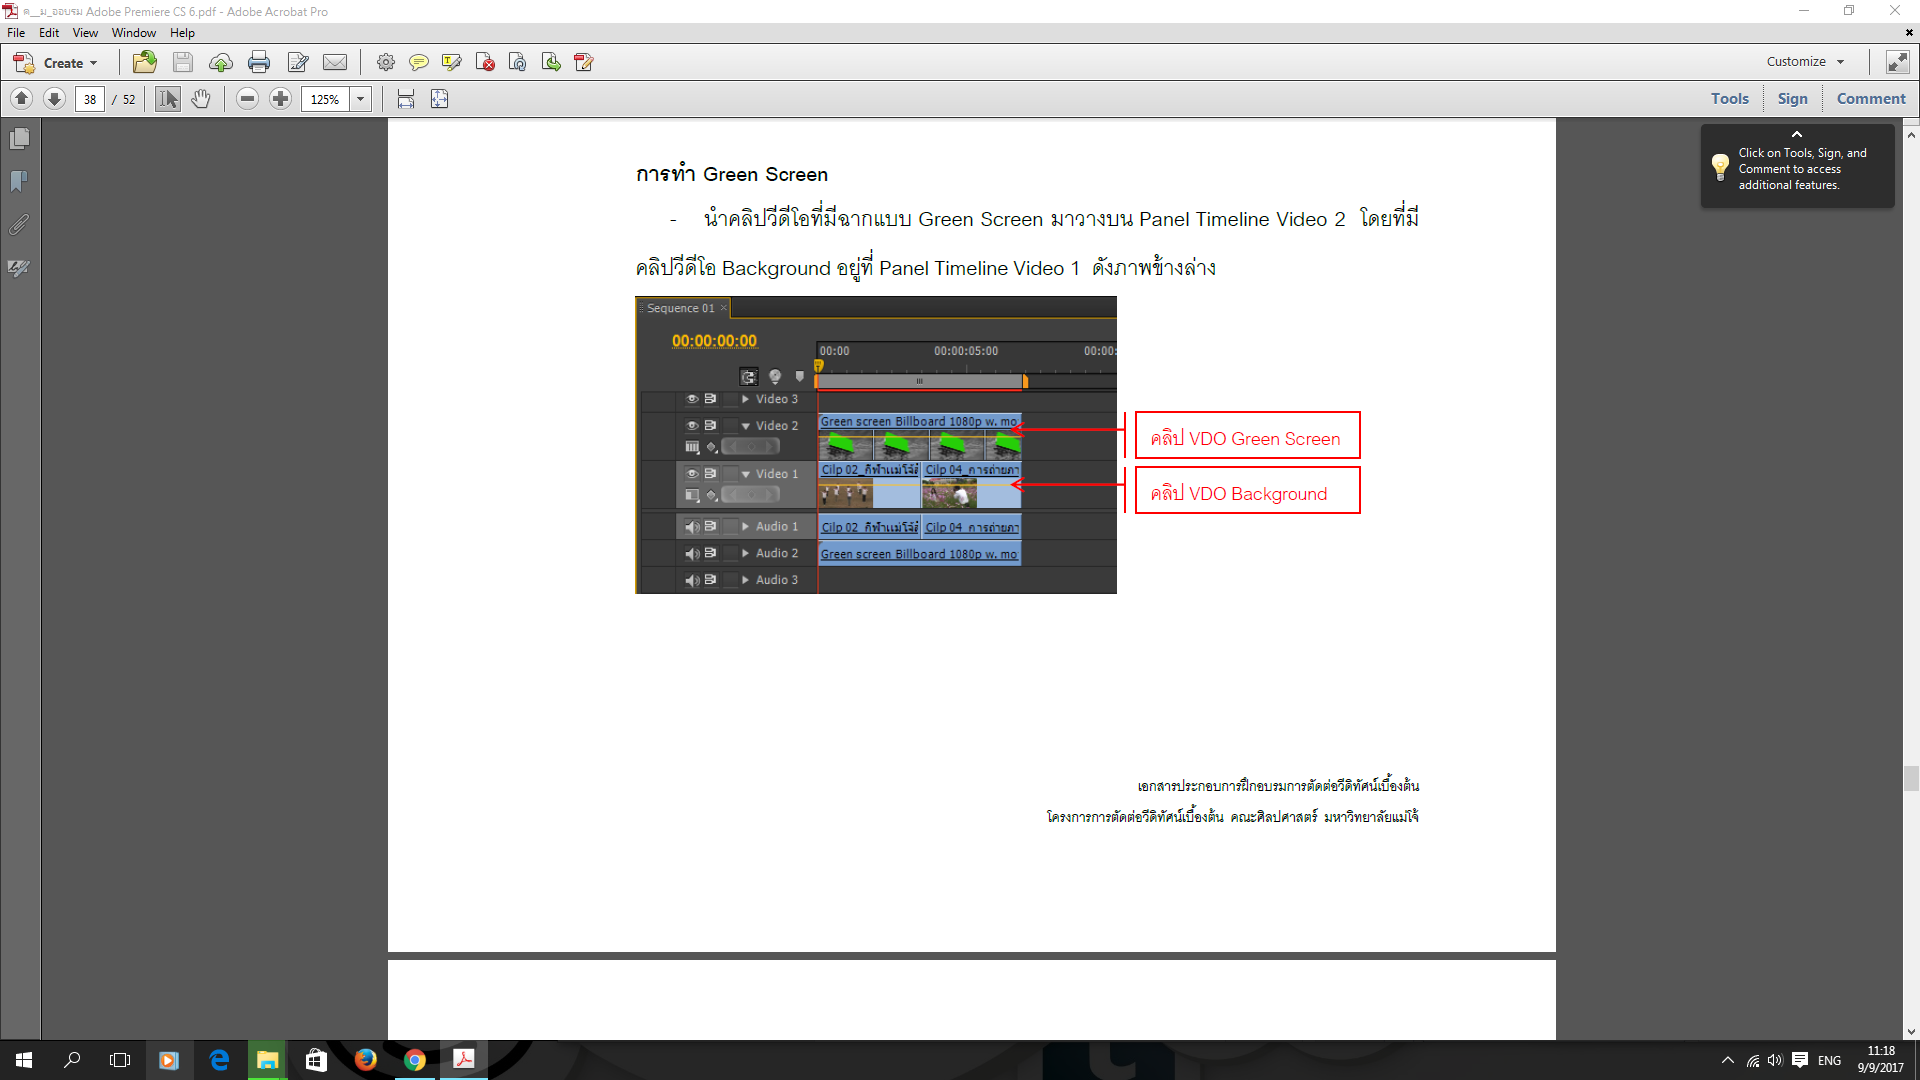 ค__ม_ออบรม Adobe Premiere CS 6.pdf - Adobe Acrobat Pro
File Edit View Window Help
Create
Customize
38 / 52 125%
Tools Sign Comment
Click on Tools, Sign, and
Comment to access
additional features.
การทำ Green Screen
- นำคลิปวีดีโอที่มีฉากแบบ Green Screen มาวางบน Panel Timeline Video 2 โดยที่มี
คลิปวีดีโอ Background อยู่ที่ Panel Timeline Video 1 ดังภาพข้างล่าง
Sequence 01
00:00:00:00
00:00 00:00:05:00 00:00:
Video 3
Video 2 Green screen Billboard 1080p w. mo
คลิป VDO Green Screen
Video 1 Cilp 02_กีฬาแม่โจ้สั Cilp 04_การถ่ายภา
คลิป VDO Background
Audio 1 Cilp 02_กีฬาแม่โจ้สั Cilp 04_การถ่ายภา
Audio 2 Green screen Billboard 1080p w. mo
Audio 3
เอกสารประกอบการฝึกอบรมการตัดต่อวีดิทัศน์เบื้องต้น
โครงการการตัดต่อวีดิทัศน์เบื้องต้น คณะศิลปศาสตร์ มหาวิทยาลัยแม่โจ้
ENG
11:18
9/9/2017